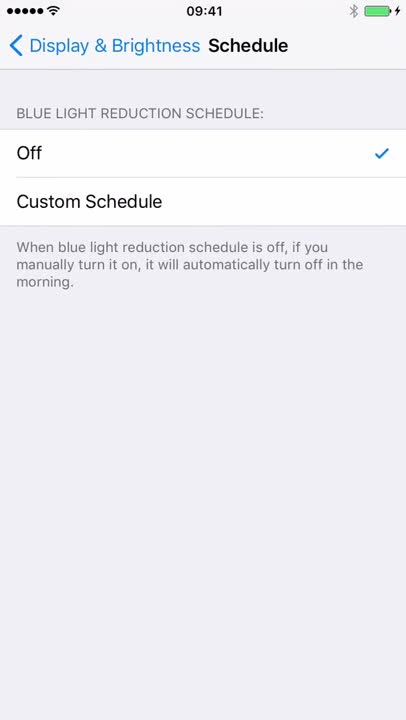 09:41
Display & Brightness Schedule
BLUE LIGHT REDUCTION SCHEDULE:
Off
Custom Schedule
When blue light reduction schedule is off, if you
manually turn it on, it will automatically turn off in the
morning.